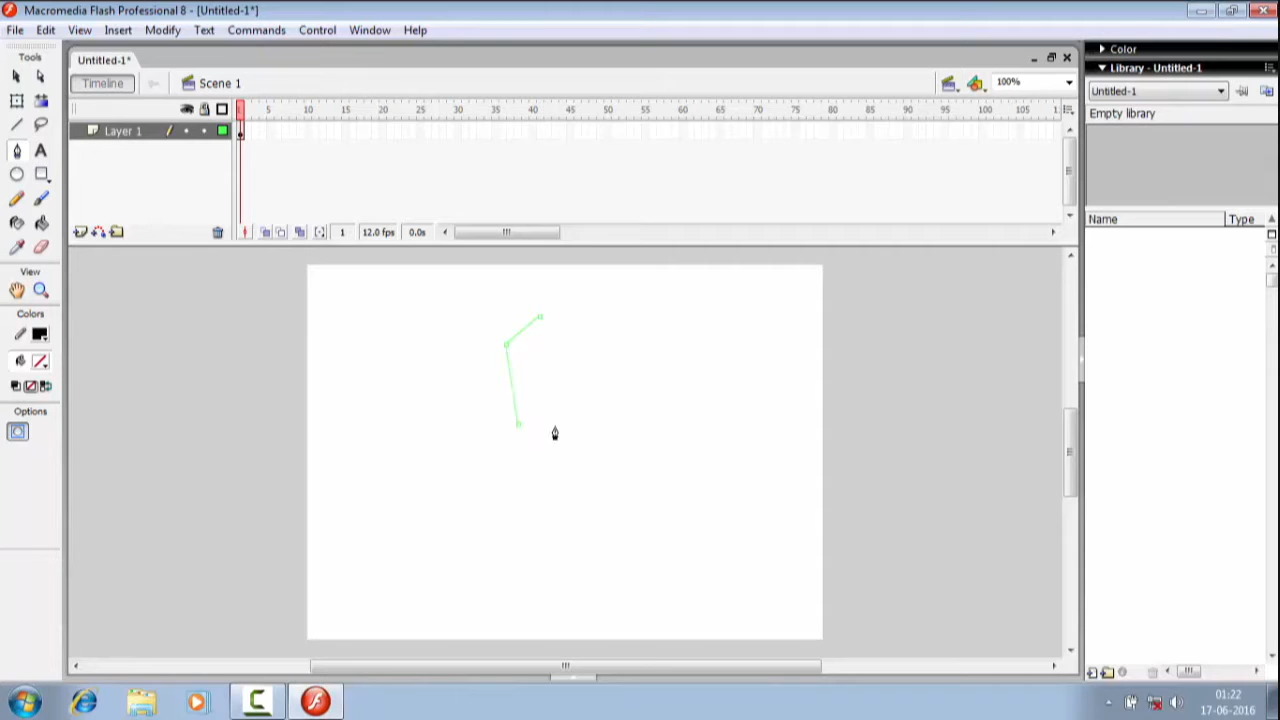 Macromedia Flash Professional 8 - [Untitled-1*]
File Edit View Insert Modify Text Commands Control Window Help
Tools
Untitled-1*
Timeline
Scene 1
100%
1 5 10 15 20 25 30 35 40 45 50 55 60 65 70 75 80 85 90 95 100 105 1
Layer 1
1 12.0 fps 0.0s
View
Colors
Options
Color
Library - Untitled-1
Untitled-1
Empty library
Name Type
01:22
17-06-2016